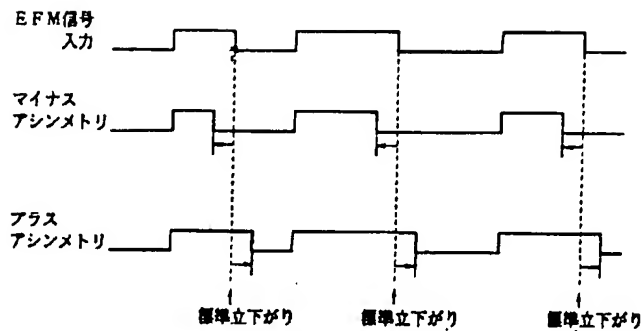 EFM信号
入力
マイナス
アシンメトリ
プラス
アシンメトリ
標準立下がり
標準立下がり
標準立下がり